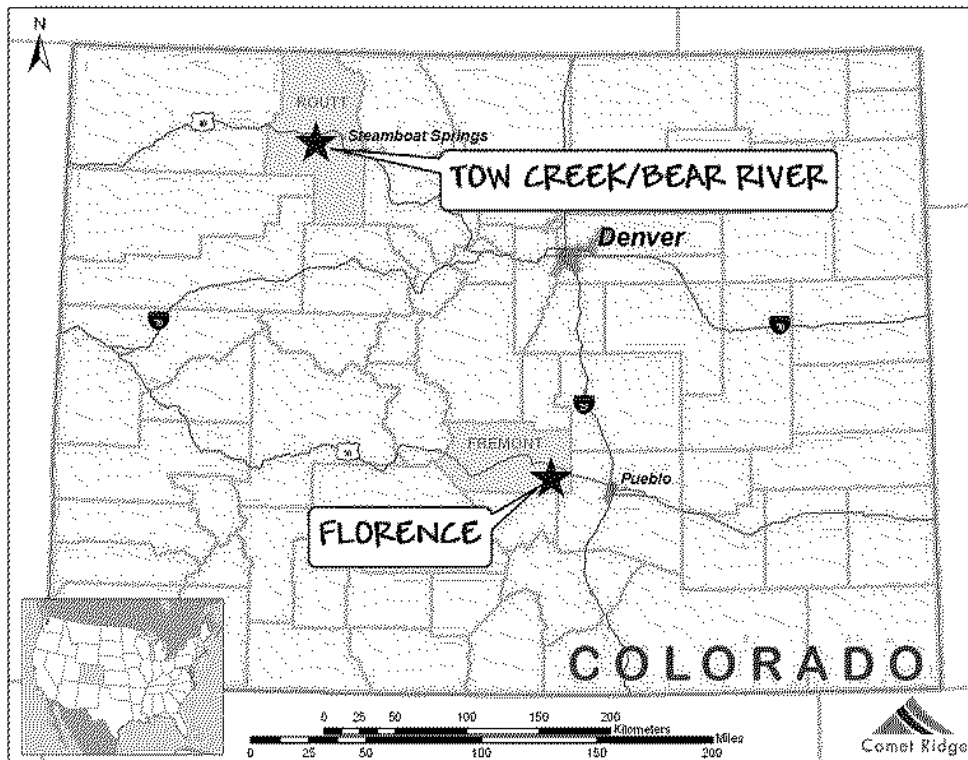 N
ROUTT
Steamboat Springs
TOW CREEK/BEAR RIVER
Denver
FREMONT
Pueblo
FLORENCE
COLORADO
0 25 50 100 150 200
Kilometers
Miles
0 25 50 100 150 200
Comet Ridge